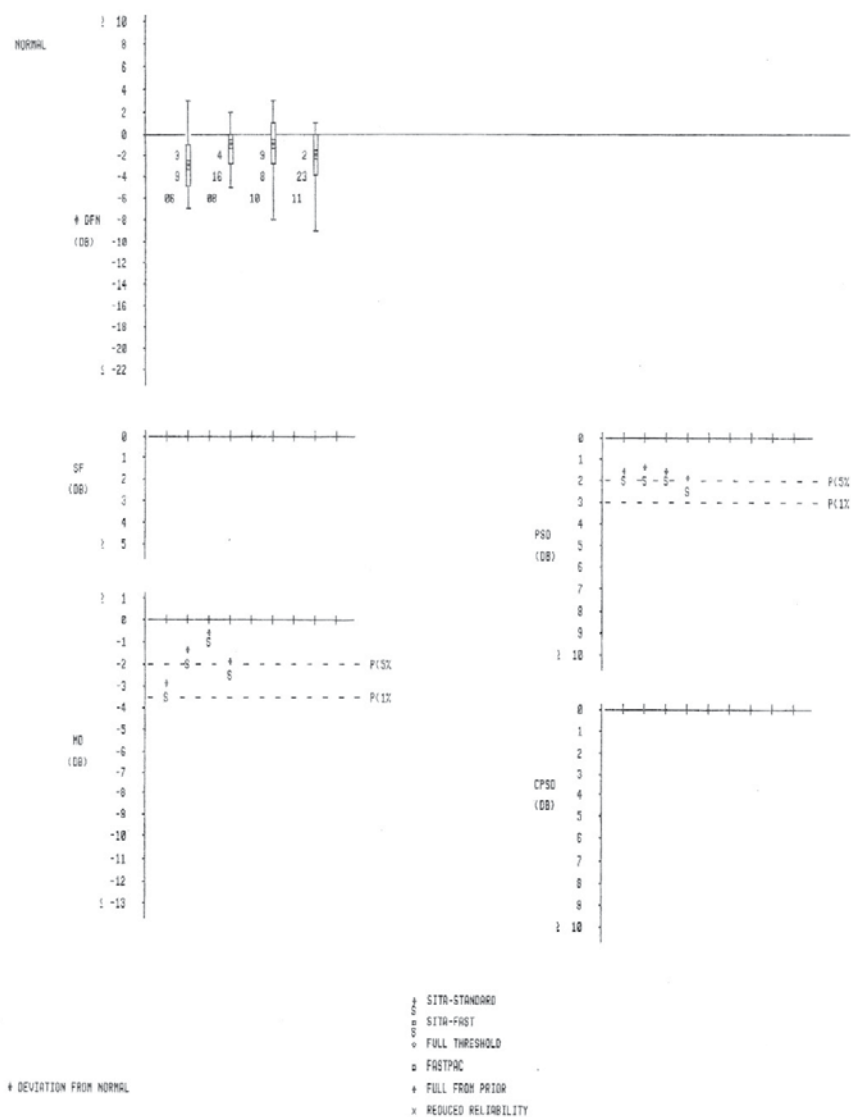 ≥ 10
NORMAL
8
6
4
2
0
-2
-4
-6
-8
-10
-12
-14
-16
-18
-20
≤ -22
* DFN
(DB)
3 4 9 2
9 16 8 23
06 08 10 11
SF
(DB)
0
1
2
3
4
≥ 5
PSD
(DB)
0
1
2
3
4
5
6
7
8
9
≥ 10
P<5%
P<1%
MD
(DB)
≥ 1
0
-1
-2
-3
-4
-5
-6
-7
-8
-9
-10
-11
-12
≤ -13
P<5%
P<1%
S S S S
S S S S
CPSD
(DB)
0
1
2
3
4
5
6
7
8
9
≥ 10
S SITA-STANDARD
S SITA-FAST
FULL THRESHOLD
FASTPAC
* DEVIATION FROM NORMAL
+ FULL FROM PRIOR
x REDUCED RELIABILITY